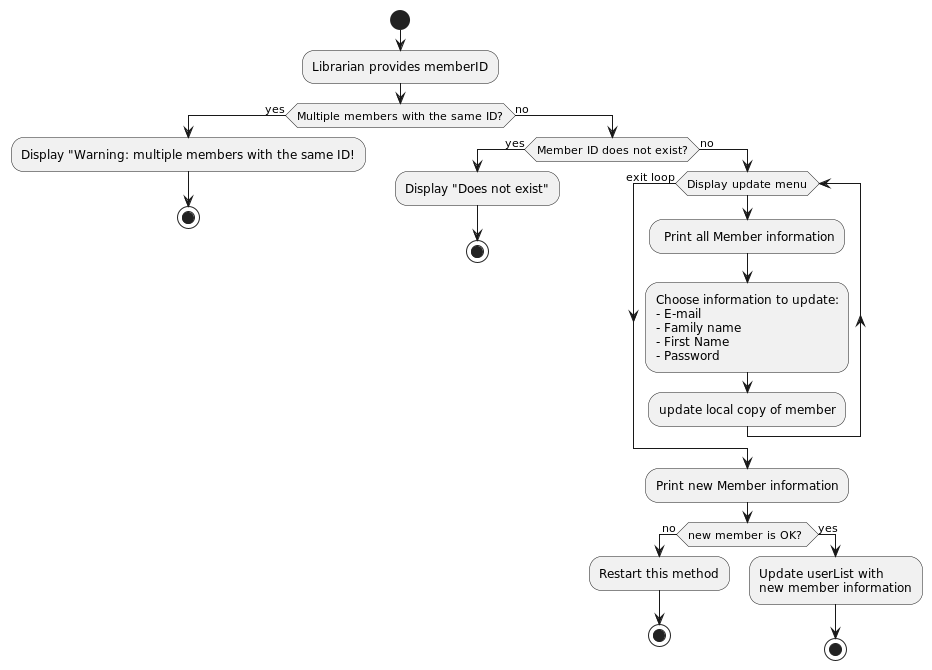 Librarian provides memberID
yes
Multiple members with the same ID?
no
Display "Warning: multiple members with the same ID!
yes
Member ID does not exist?
no
Display "Does not exist"
exit loop
Display update menu
Print all Member information
Choose information to update:
- E-mail
- Family name
- First Name
- Password
update local copy of member
Print new Member information
no
new member is OK?
yes
Restart this method
Update userList with
new member information